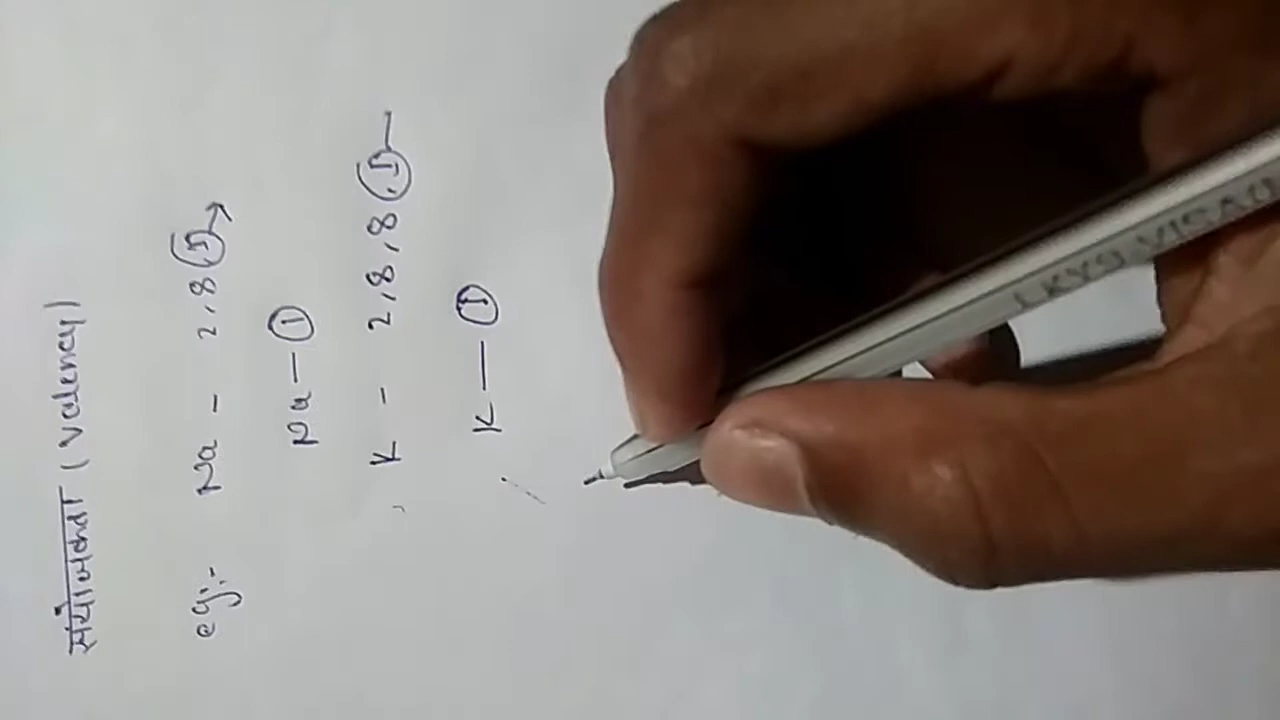 संयोजकता (Valency)
eg:- Na - 2,8,1→
Na — 1
K - 2,8,8,1 —
K — 1